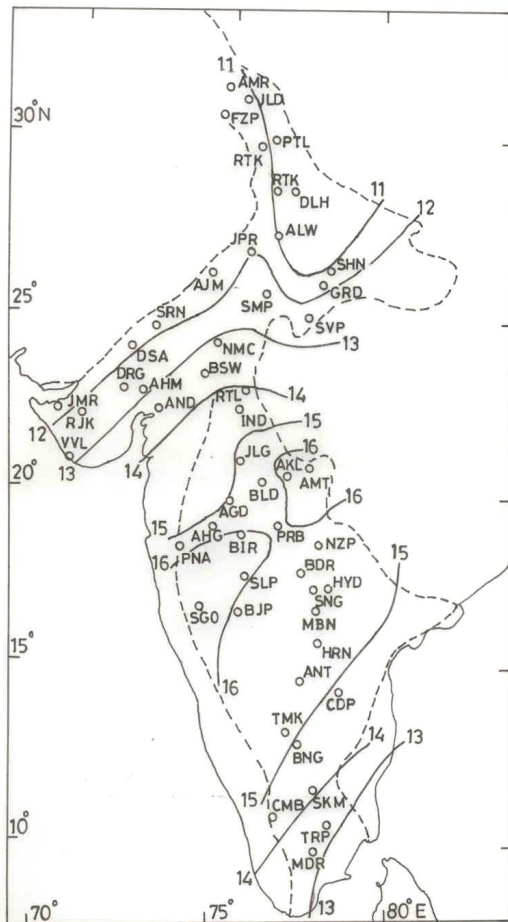 11
AMR
JLD
FZP
30°N
PTL
RTK
RTK
DLH
11
12
ALW
JPR
SHN
AJM
GRD
SMP
25°
SRN
SVP
DSA
NMC
13
DRG
AHM
BSW
JMR
AND
RTL
14
RJK
12
IND
VVL
15
13
14
JLG
16
AKL
20°
BLD
AMT
16
AGD
15
AHG
PRB
16
PNA
BIR
NZP
BDR
15
SLP
HYD
SNG
SGO
BJP
MBN
HRN
15°
16
ANT
CDP
TMK
14
13
BNG
15
SKM
CMB
10°
TRP
14
MDR
13
70
75°
80°E